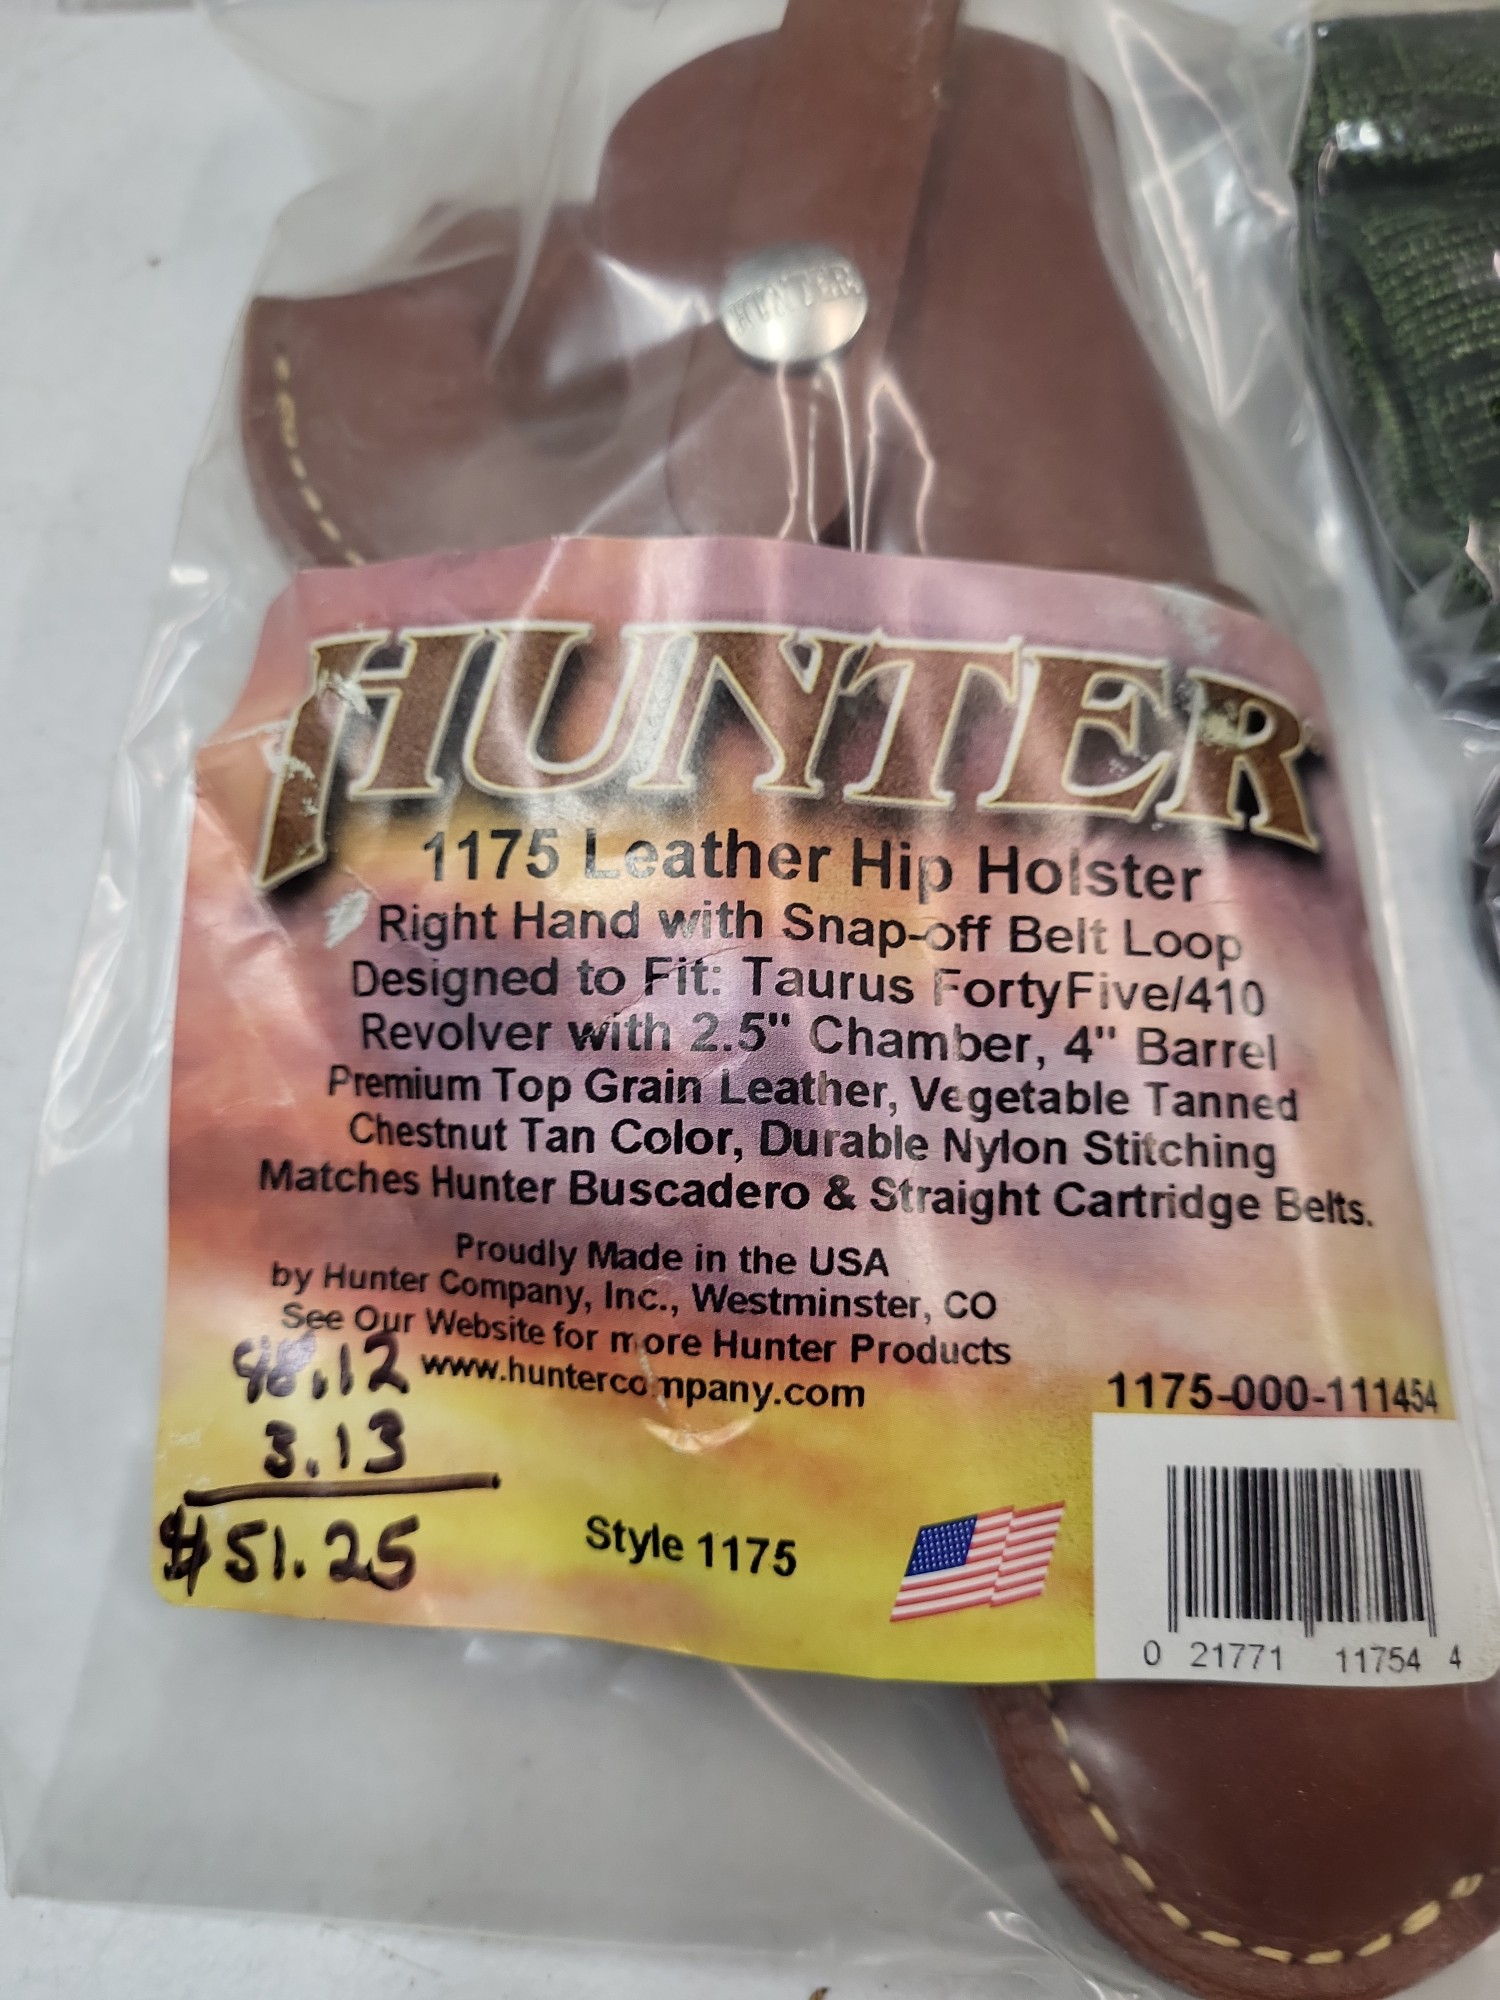 HUNTER
HUNTER
1175 Leather Hip Holster
Right Hand with Snap-off Belt Loop
Designed to Fit: Taurus FortyFive/410
Revolver with 2.5" Chamber, 4" Barrel
Premium Top Grain Leather, Vegetable Tanned
Chestnut Tan Color, Durable Nylon Stitching
Matches Hunter Buscadero & Straight Cartridge Belts.
Proudly Made in the USA
by Hunter Company, Inc., Westminster, CO
See Our Website for more Hunter Products
www.huntercompany.com
48.12
3.13
$51.25
Style 1175
1175-000-111454
0 21771 11754 4